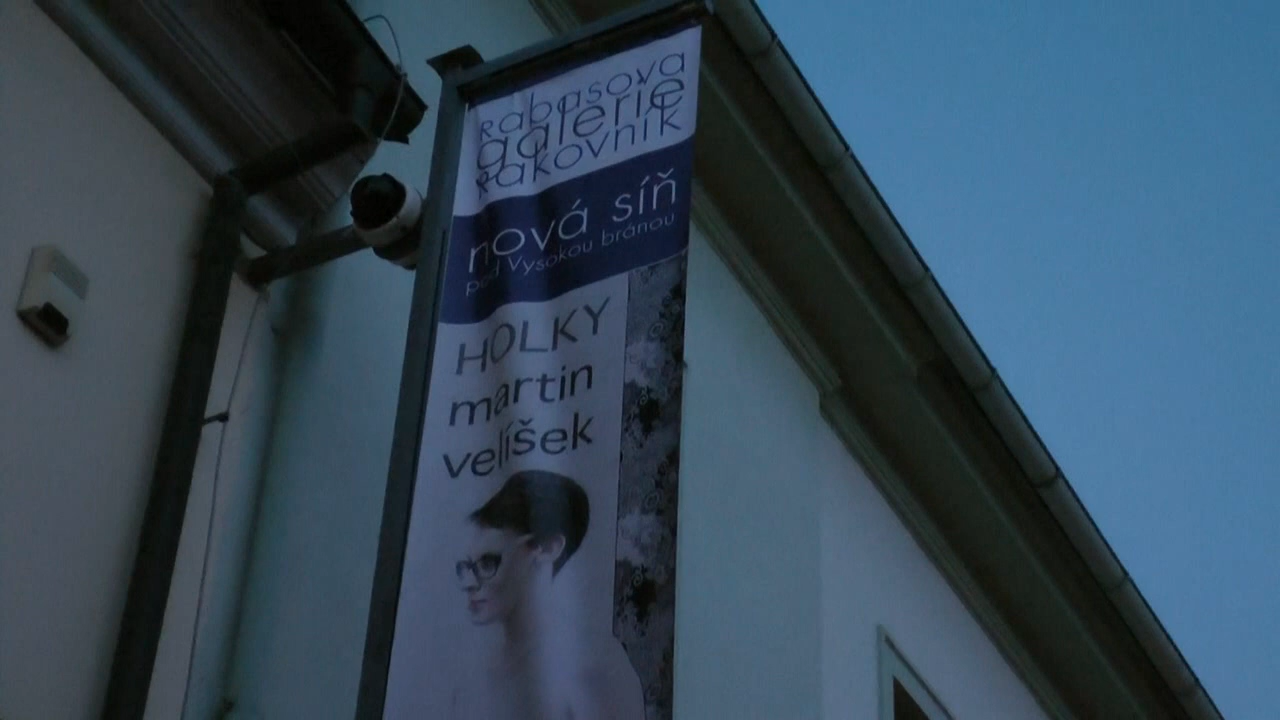 Rabasova
galerie
Rakovník
nová síň
pod Vysokou bránou
HOLKY
martin
velíšek